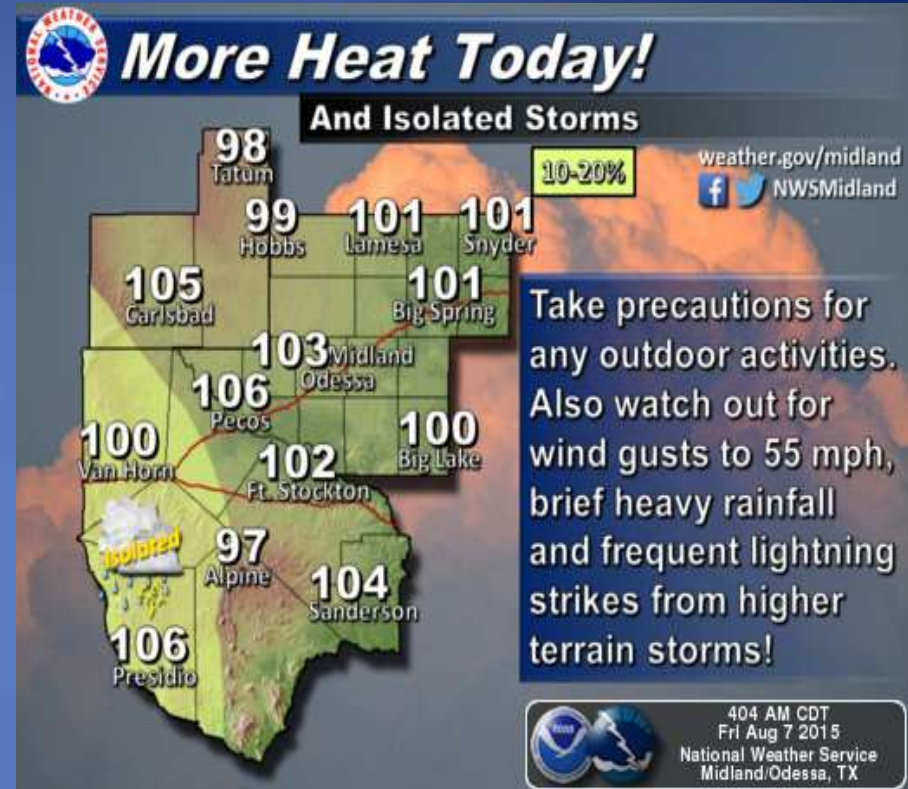 NATIONAL WEATHER SERVICE
More Heat Today!
And Isolated Storms
10-20%
weather.gov/midland
NWSMidland
98
Tatum
99
Hobbs
101
Lamesa
101
Snyder
105
Carlsbad
101
Big Spring
103 Midland
Odessa
106
Pecos
100
Van Horn
102
Ft. Stockton
100
Big Lake
isolated
97
Alpine
104
Sanderson
106
Presidio
Take precautions for
any outdoor activities.
Also watch out for
wind gusts to 55 mph,
brief heavy rainfall
and frequent lightning
strikes from higher
terrain storms!
404 AM CDT
Fri Aug 7 2015
National Weather Service
Midland/Odessa, TX